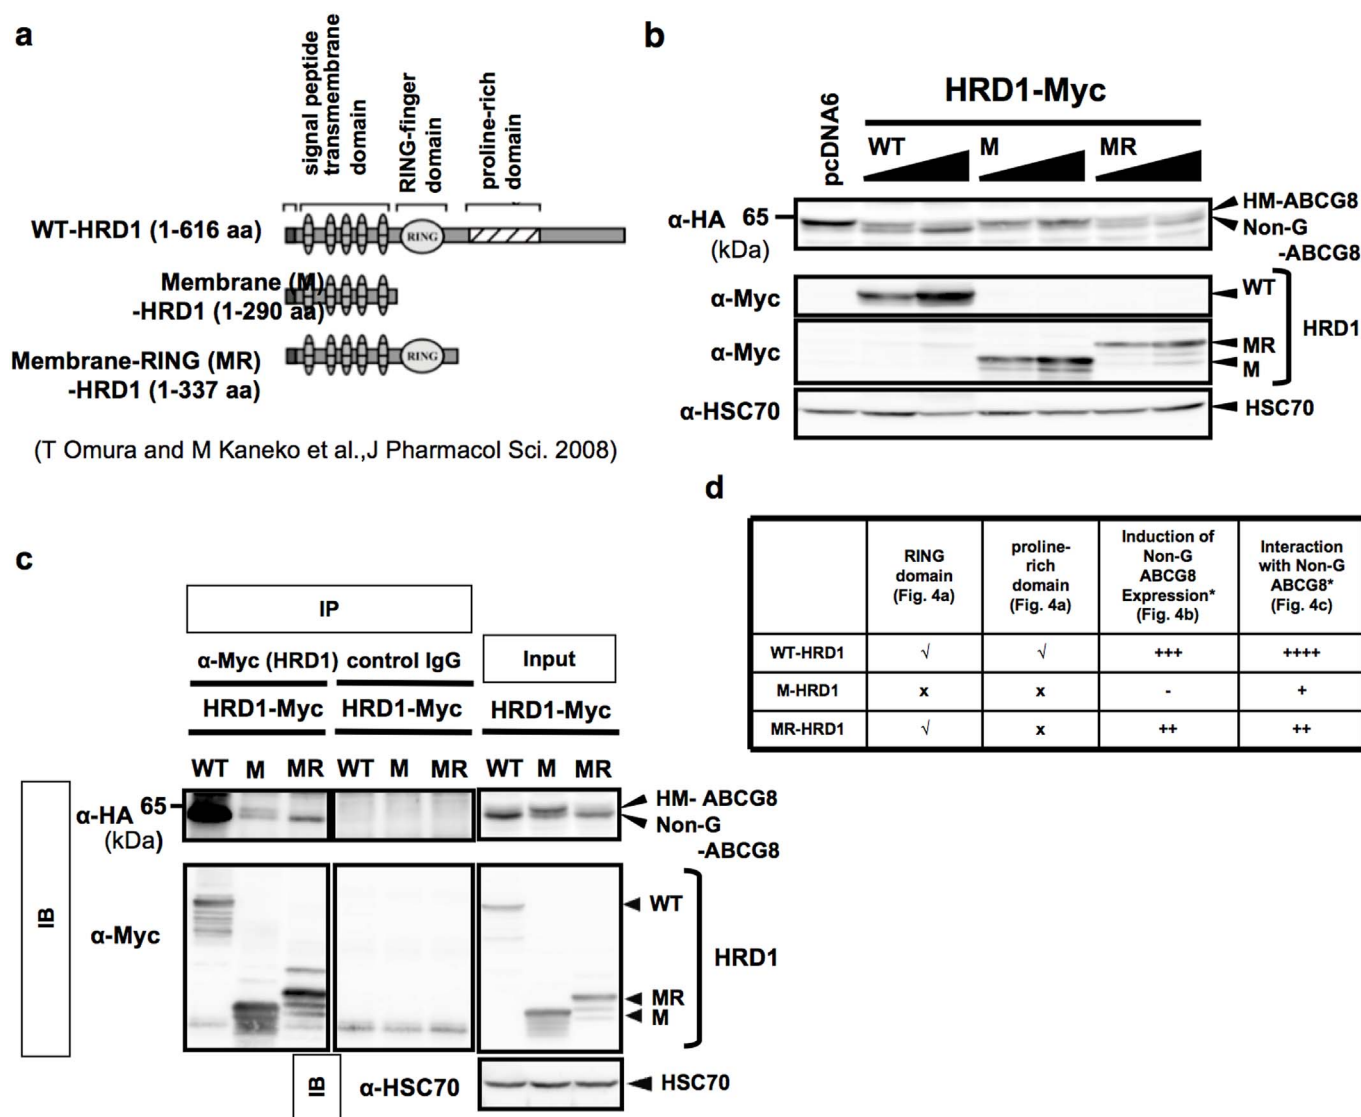 a
signal peptide
transmembrane
domain
RING-finger
domain
proline-rich
domain
WT-HRD1 (1-616 aa)
RING
Membrane (M)
-HRD1 (1-290 aa)
Membrane-RING (MR)
-HRD1 (1-337 aa)
RING
(T Omura and M Kaneko et al.,J Pharmacol Sci. 2008)
b
HRD1-Myc
pcDNA6
WT
M
MR
α-HA
65
(kDa)
HM-ABCG8
Non-G
-ABCG8
α-Myc
WT
α-Myc
MR
M
HRD1
α-HSC70
HSC70
c
IP
α-Myc (HRD1)
control IgG
Input
HRD1-Myc
HRD1-Myc
HRD1-Myc
WT M MR WT M MR WT M MR
IB
α-HA
65
(kDa)
HM- ABCG8
Non-G
-ABCG8
α-Myc
WT
MR
M
HRD1
IB
α-HSC70
HSC70
d
RING
domain
(Fig. 4a)
proline-
rich
domain
(Fig. 4a)
Induction of
Non-G
ABCG8
Expression*
(Fig. 4b)
Interaction
with Non-G
ABCG8*
(Fig. 4c)
WT-HRD1 √ √ +++ ++++
M-HRD1 x x - +
MR-HRD1 √ x ++ ++